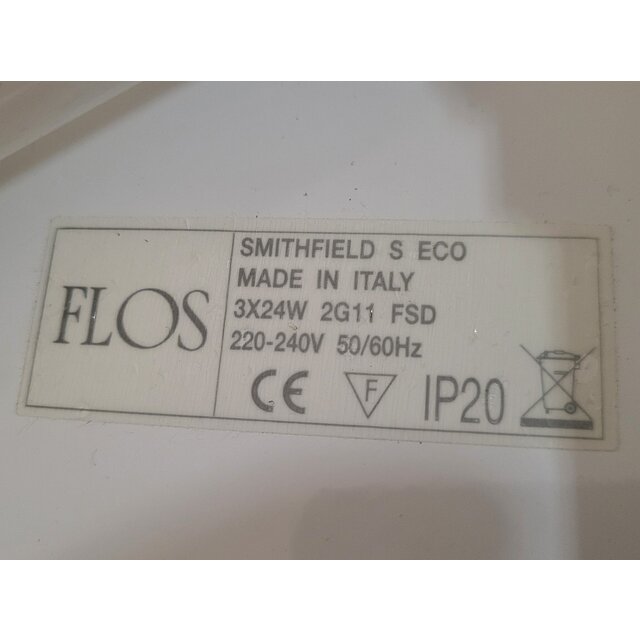 FLOS
SMITHFIELD S ECO
MADE IN ITALY
3X24W 2G11 FSD
220-240V 50/60Hz
CE F IP20